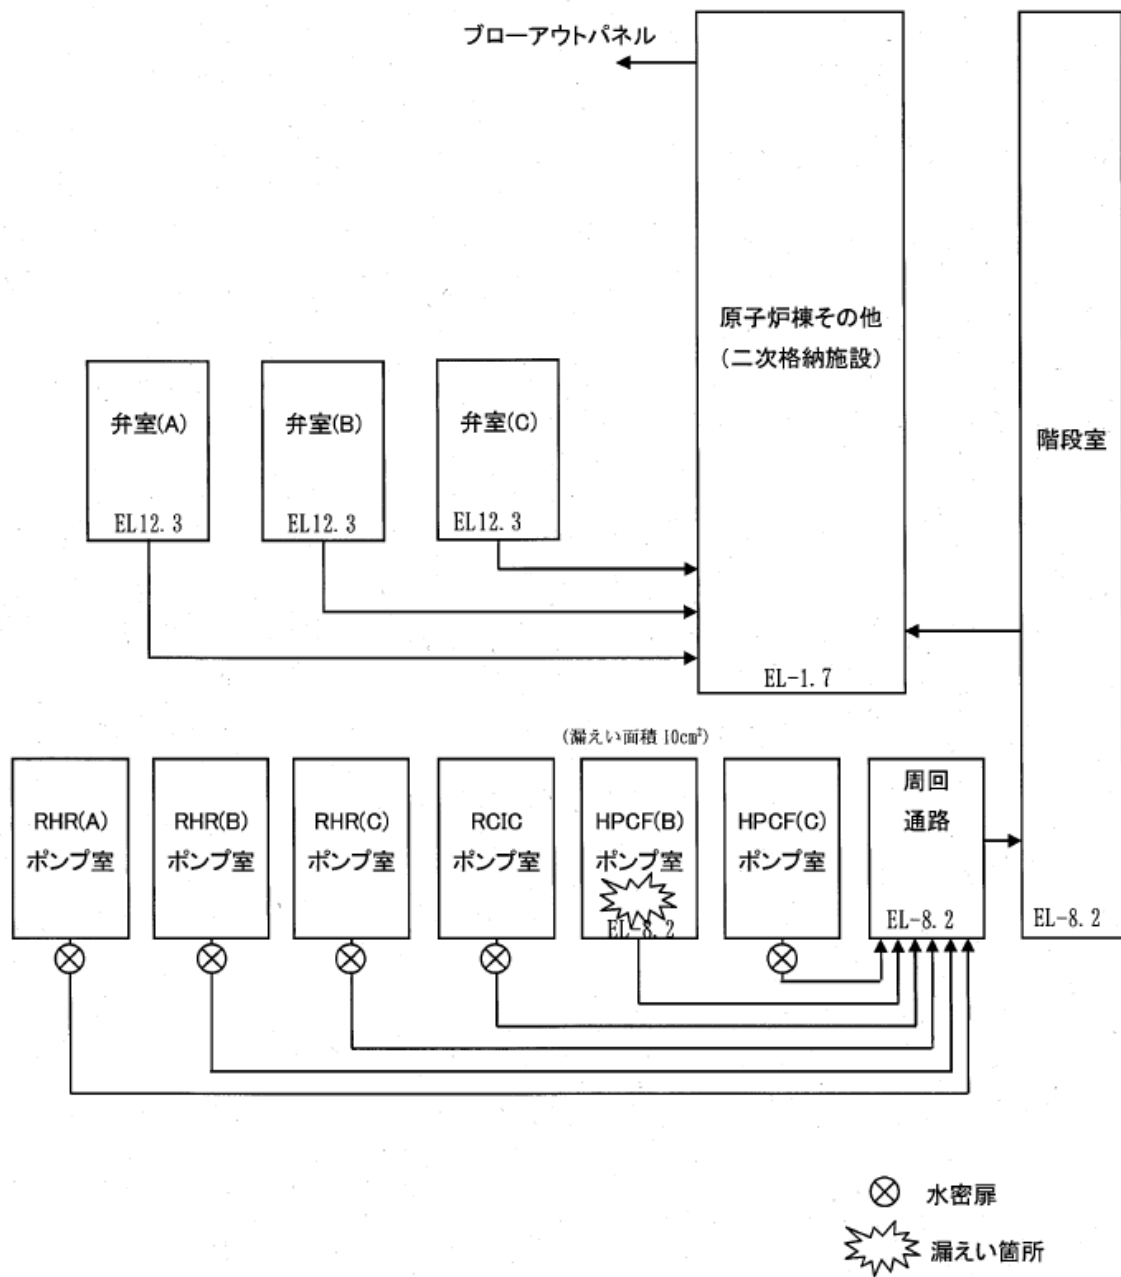 ブローアウトパネル
原子炉棟その他
(二次格納施設)
EL-1.7
階段室
EL-8.2
弁室(A)
EL12.3
弁室(B)
EL12.3
弁室(C)
EL12.3
(漏えい面積10cm²)
RHR(A)
ポンプ室
RHR(B)
ポンプ室
RHR(C)
ポンプ室
RCIC
ポンプ室
HPCF(B)
ポンプ室
EL-8.2
HPCF(C)
ポンプ室
周回
通路
EL-8.2
水密扉
漏えい箇所